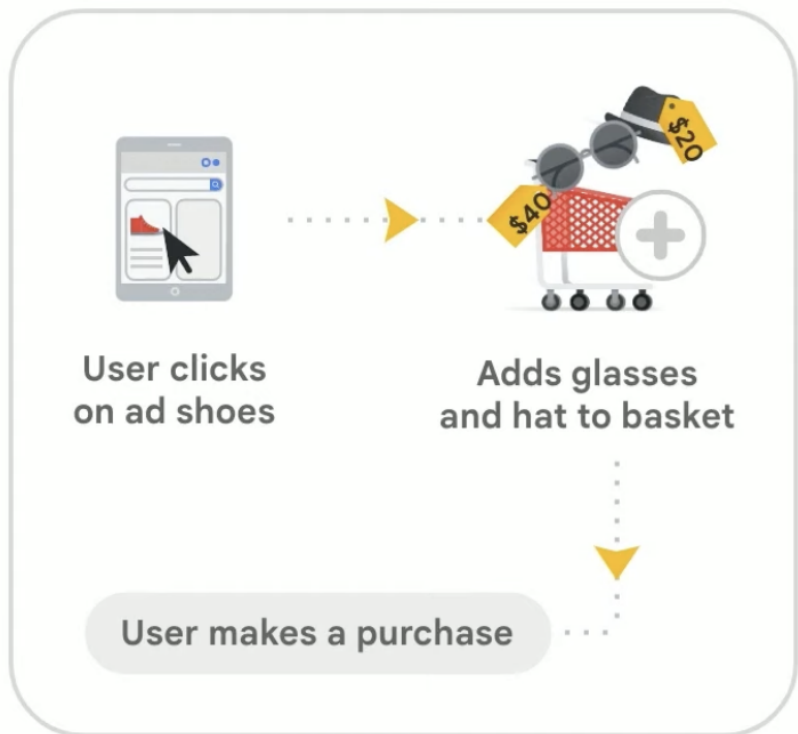 User clicks
on ad shoes
$40
$20
Adds glasses
and hat to basket
User makes a purchase